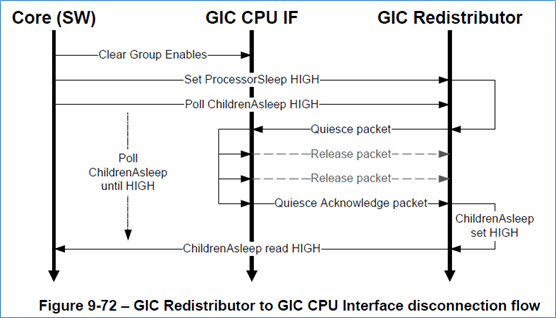 Core (SW) GIC CPU IF GIC Redistributor
Clear Group Enables
Set ProcessorSleep HIGH
Poll ChildrenAsleep HIGH
Quiesce packet
Poll
ChildrenAsleep
until HIGH
Release packet
Release packet
Quiesce Acknowledge packet
ChildrenAsleep
set HIGH
ChildrenAsleep read HIGH
Figure 9-72 – GIC Redistributor to GIC CPU Interface disconnection flow